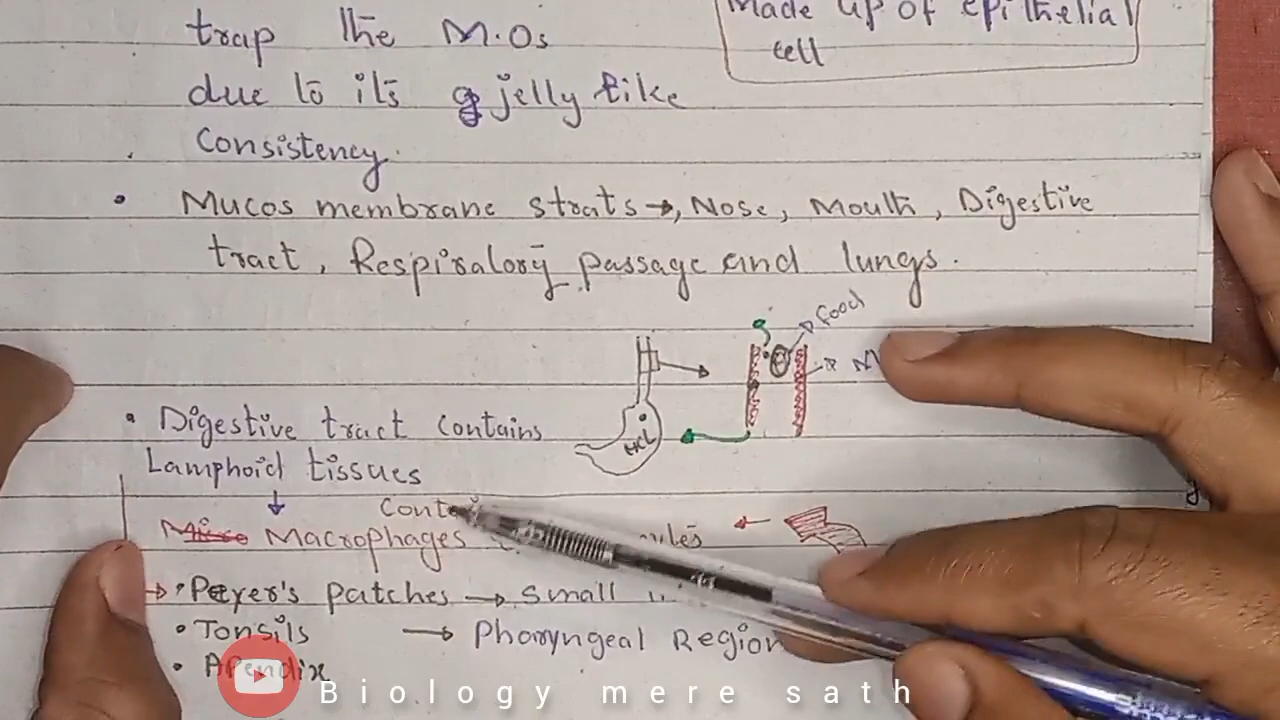 trap the M.Os
made up of epithelial
cell
due to its jelly like
Consistency.
• Mucos membrane strats →, Nose, Mouth, Digestive
tract, Respiratory passage and lungs.
Food
M
HCL
• Digestive tract contains
Lamphoid tissues
Macrophages
• Peyer's patches → small
• Tonsils → Pharyngeal Region
• Apendix
Biology mere sath